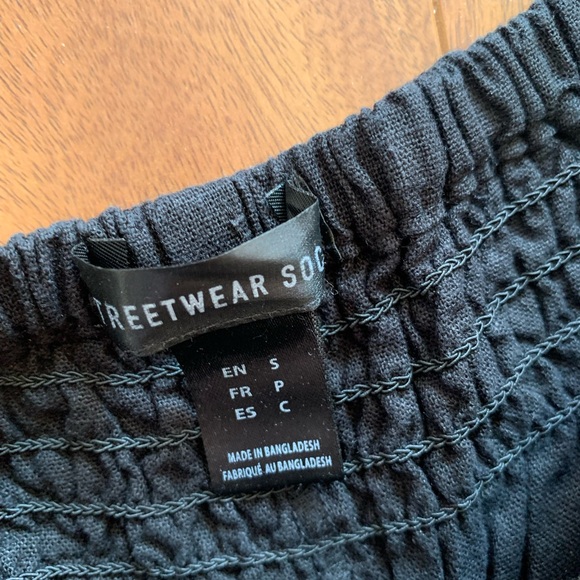 TREETWEAR SOC
EN S
FR P
ES C
MADE IN BANGLADESH
FABRIQUÉ AU BANGLADESH